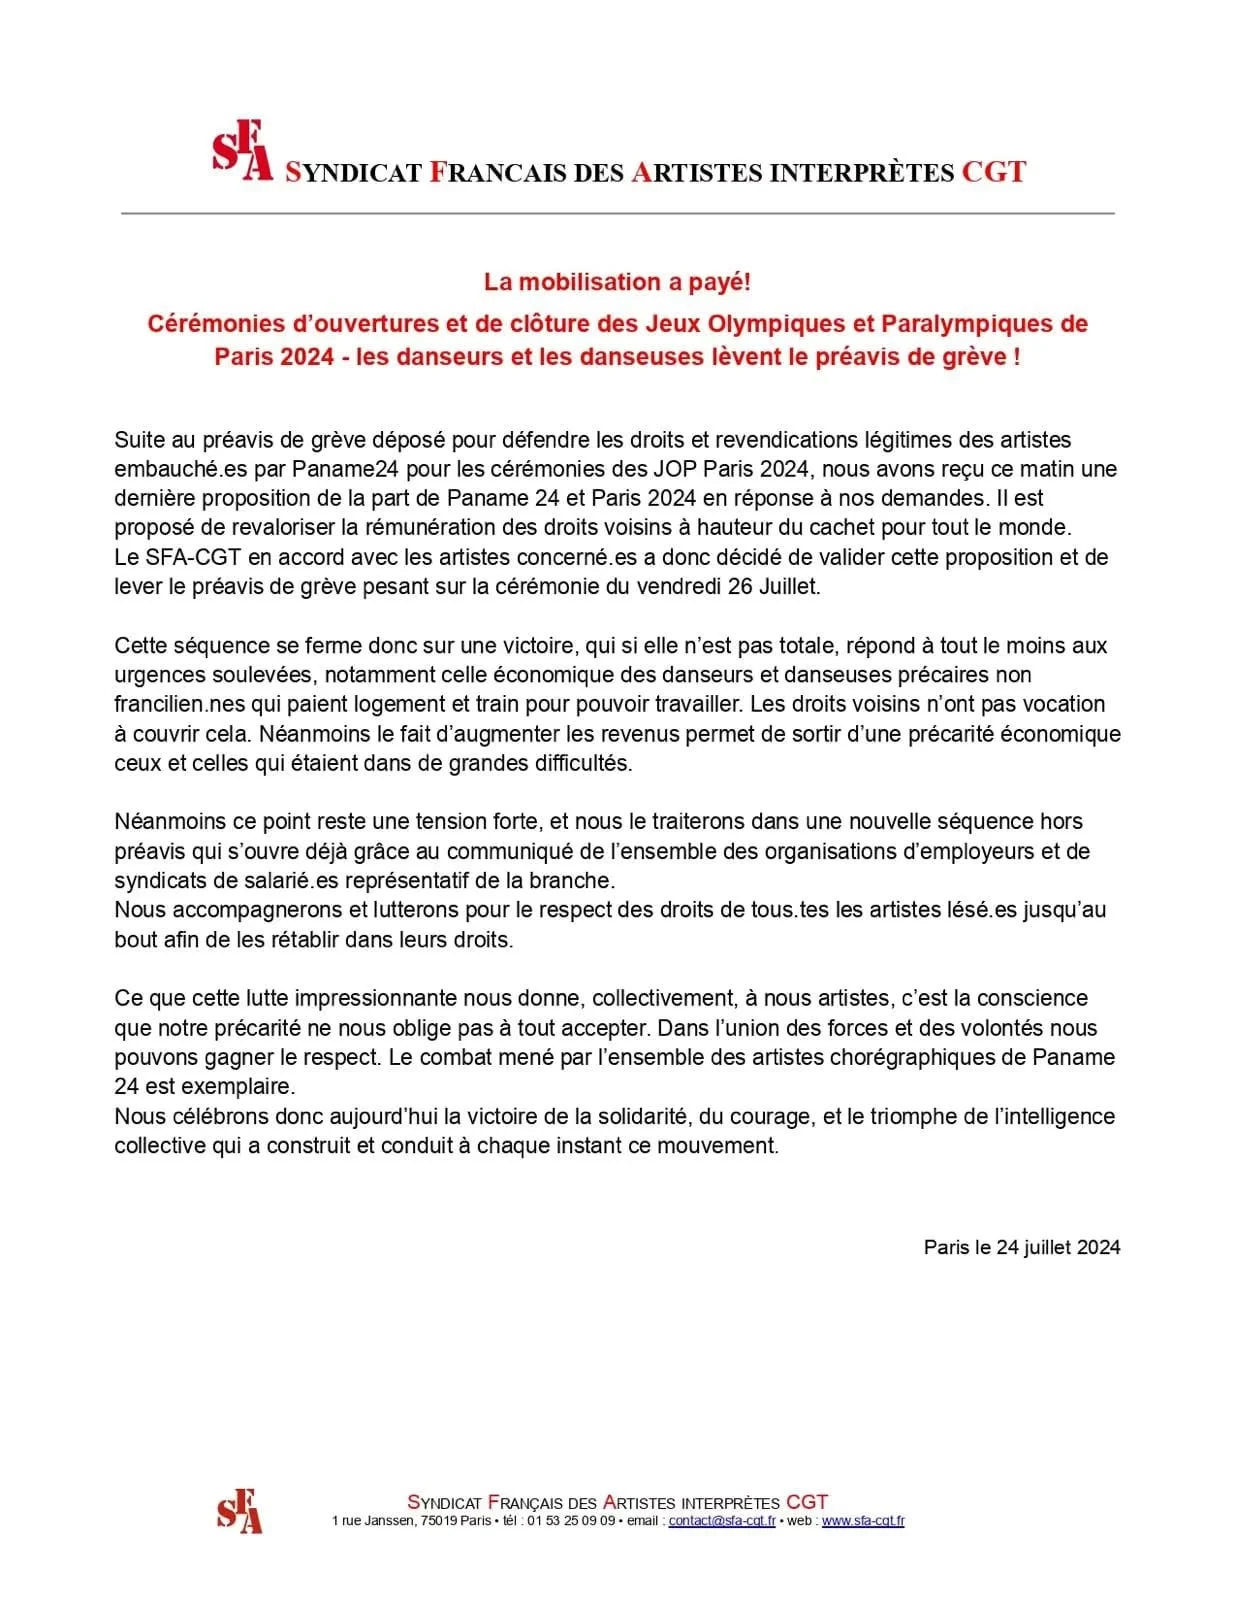 SFA SYNDICAT FRANCAIS DES ARTISTES INTERPRÈTES CGT
La mobilisation a payé!
Cérémonies d’ouvertures et de clôture des Jeux Olympiques et Paralympiques de
Paris 2024 - les danseurs et les danseuses lèvent le préavis de grève !
Suite au préavis de grève déposé pour défendre les droits et revendications légitimes des artistes
embauché.es par Paname24 pour les cérémonies des JOP Paris 2024, nous avons reçu ce matin une
dernière proposition de la part de Paname 24 et Paris 2024 en réponse à nos demandes. Il est
proposé de revaloriser la rémunération des droits voisins à hauteur du cachet pour tout le monde.
Le SFA-CGT en accord avec les artistes concerné.es a donc décidé de valider cette proposition et de
lever le préavis de grève pesant sur la cérémonie du vendredi 26 Juillet.
Cette séquence se ferme donc sur une victoire, qui si elle n’est pas totale, répond à tout le moins aux
urgences soulevées, notamment celle économique des danseurs et danseuses précaires non
francilien.nes qui paient logement et train pour pouvoir travailler. Les droits voisins n’ont pas vocation
à couvrir cela. Néanmoins le fait d’augmenter les revenus permet de sortir d’une précarité économique
ceux et celles qui étaient dans de grandes difficultés.
Néanmoins ce point reste une tension forte, et nous le traiterons dans une nouvelle séquence hors
préavis qui s’ouvre déjà grâce au communiqué de l’ensemble des organisations d’employeurs et de
syndicats de salarié.es représentatif de la branche.
Nous accompagnerons et lutterons pour le respect des droits de tous.tes les artistes lésé.es jusqu’au
bout afin de les rétablir dans leurs droits.
Ce que cette lutte impressionnante nous donne, collectivement, à nous artistes, c’est la conscience
que notre précarité ne nous oblige pas à tout accepter. Dans l’union des forces et des volontés nous
pouvons gagner le respect. Le combat mené par l’ensemble des artistes chorégraphiques de Paname
24 est exemplaire.
Nous célébrons donc aujourd’hui la victoire de la solidarité, du courage, et le triomphe de l’intelligence
collective qui a construit et conduit à chaque instant ce mouvement.
Paris le 24 juillet 2024
SFA SYNDICAT FRANÇAIS DES ARTISTES INTERPRÈTES CGT
1 rue Janssen, 75019 Paris • tél : 01 53 25 09 09 • email : contact@sfa-cgt.fr • web : www.sfa-cgt.fr